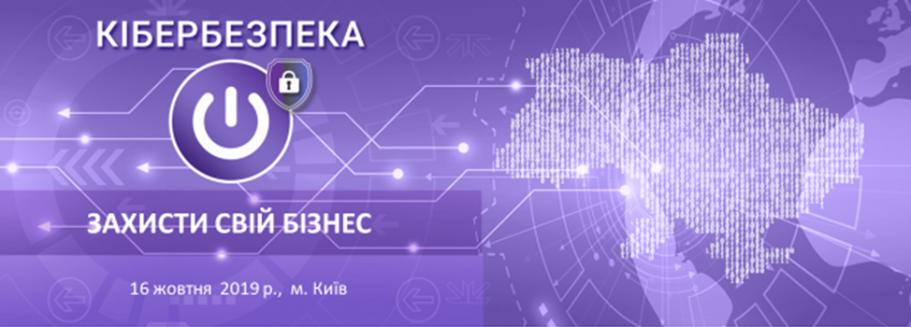 КІБЕРБЕЗПЕКА
ЗАХИСТИ СВІЙ БІЗНЕС
16 жовтня 2019 р., м. Київ